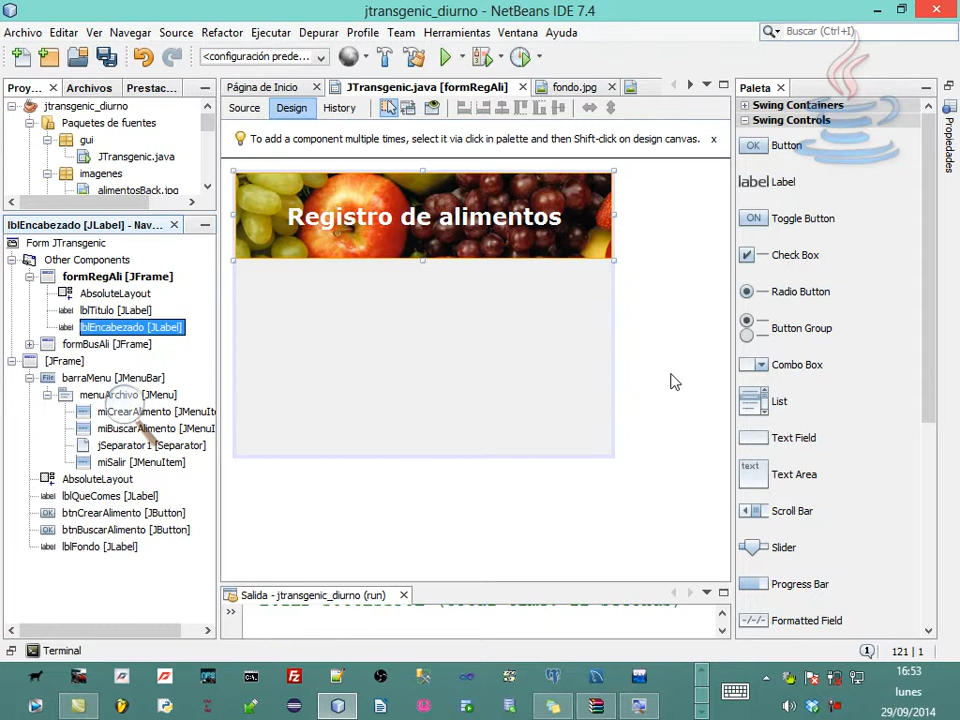 jtransgenic_diurno - NetBeans IDE 7.4
Archivo Editar Ver Navegar Source Refactor Ejecutar Depurar Profile Team Herramientas Ventana Ayuda
Buscar (Ctrl+I)
<configuración prede...
Proy... Archivos Prestac...
Página de Inicio JTransgenic.java [formRegAli] fondo.jpg
Paleta
jtransgenic_diurno
Paquetes de fuentes
gui
JTransgenic.java
imagenes
alimentosBack.jpg
Source Design History
To add a component multiple times, select it via click in palette and then Shift-click on design canvas. x
Registro de alimentos
lblEncabezado [JLabel] - Nav...
Form JTransgenic
Other Components
formRegAli [JFrame]
AbsoluteLayout
lblTitulo [JLabel]
lblEncabezado [JLabel]
formBusAli [JFrame]
[JFrame]
barraMenu [JMenuBar]
menuArchivo [JMenu]
miCrearAlimento [JMenuIte
miBuscarAlimento [JMenuI
jSeparator1 [Separator]
miSalir [JMenuItem]
AbsoluteLayout
lblQueComes [JLabel]
btnCrearAlimento [JButton]
btnBuscarAlimento [JButton]
lblFondo [JLabel]
Swing Containers
Swing Controls
OK Button
label Label
ON Toggle Button
Check Box
Radio Button
Button Group
Combo Box
List
Text Field
text Text Area
Scroll Bar
Slider
Progress Bar
Formatted Field
Propiedades
Salida - jtransgenic_diurno (run)
Terminal
1
121 | 1
16:53
lunes
29/09/2014